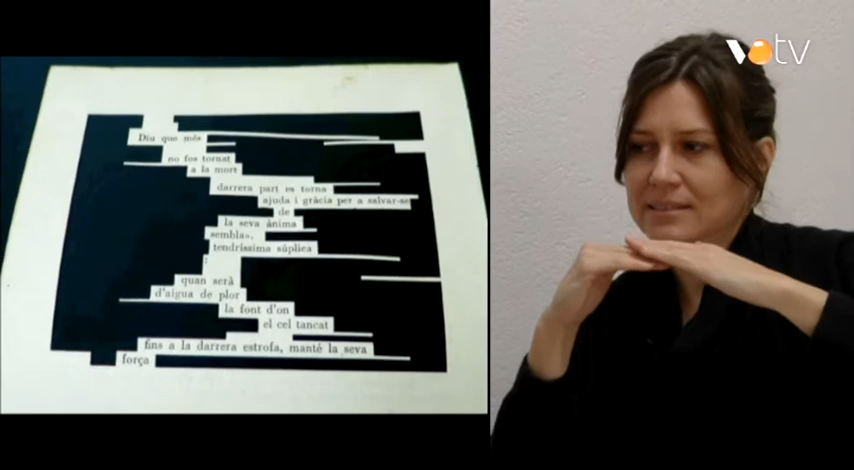 votv
Diu que més
no fos tornat
a la mort
darrera part es torna
ajuda i gràcia per a salvar-se
de
la seva ànima
sembla».
tendríssima súplica
:
quan serà
d'aigua de plor
la font d'on
el cel tancat
fins a la darrera estrofa, manté la seva
força